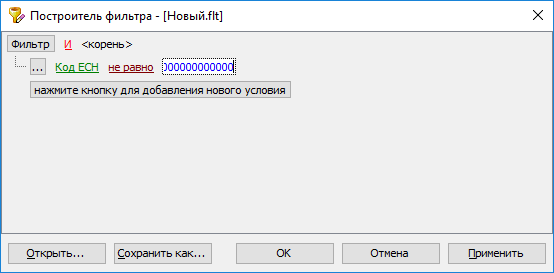 Построитель фильтра - [Новый.flt]
Фильтр И <корень>
... Код ЕСН не равно 000000000000
нажмите кнопку для добавления нового условия
Открыть... Сохранить как... OK Отмена Применить